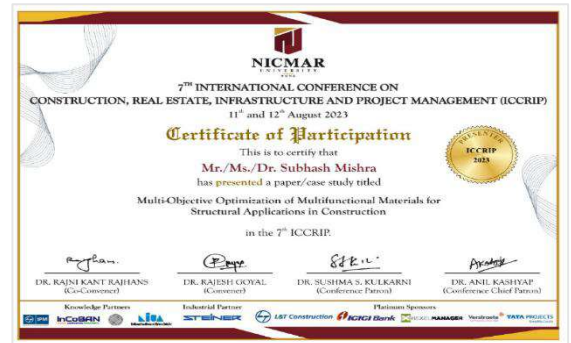 NICMAR
UNIVERSITY
PUNE
7TH INTERNATIONAL CONFERENCE ON
CONSTRUCTION, REAL ESTATE, INFRASTRUCTURE AND PROJECT MANAGEMENT (ICCRIP)
11th and 12th August 2023
Certificate of Participation
This is to certify that
Mr./Ms./Dr. Subhash Mishra
has presented a paper/case study titled
Multi-Objective Optimization of Multifunctional Materials for
Structural Applications in Construction
in the 7th ICCRIP.
PRESENTER
ICCRIP
2023
DR. RAJNI KANT RAJHANS
(Co-Convener)
DR. RAJESH GOYAL
(Convener)
DR. SUSHMA S. KULKARNI
(Conference Patron)
DR. ANIL KASHYAP
(Conference Chief Patron)
Knowledge Partners
Industrial Partner
Platinum Sponsors
InCoBAN
STEINER
L&T Construction
ICICI Bank
MANAGER
TATA PROJECTS